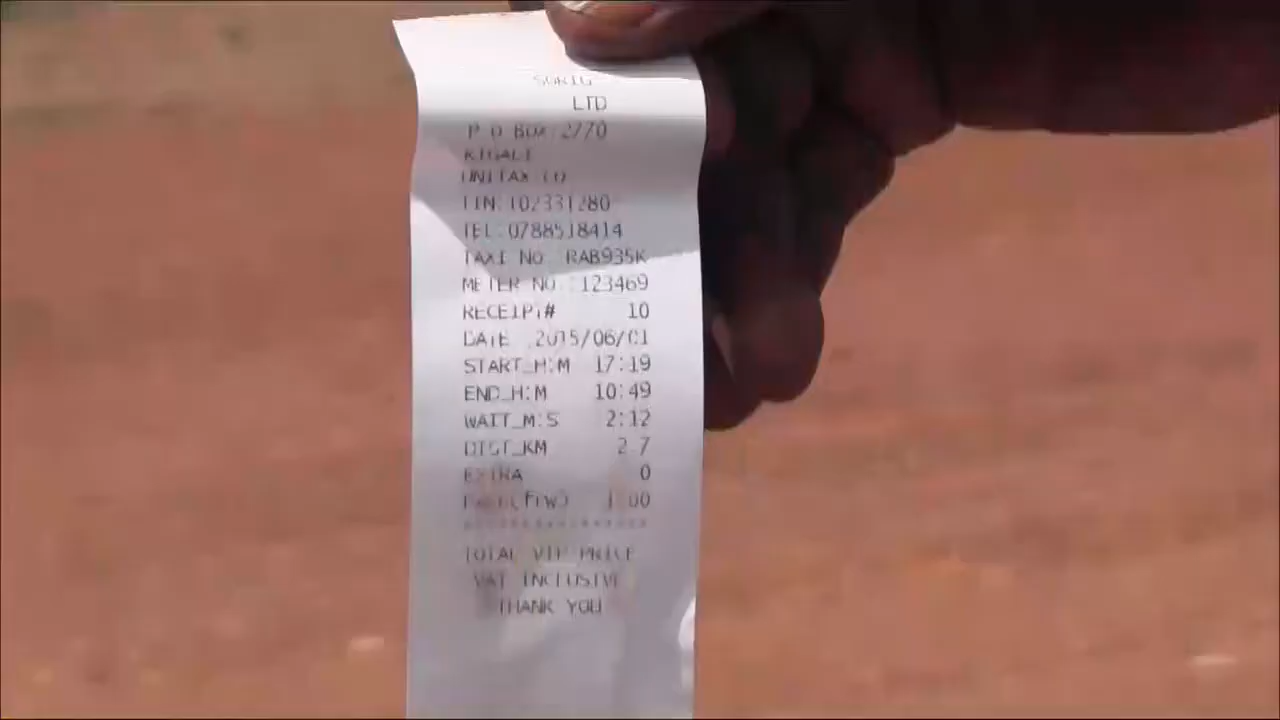 LTD
P O BOX 2770
KIGALI
UNITAX CO
TIN:102331280
TEL:0788518414
TAXI NO RAB935K
METER NO :123469
RECEIPT# 10
DATE 2015/06/01
START_H:M 17:19
END_H:M 10:49
WAIT_M:S 2:12
DIST_KM 2.7
EXTRA 0
TOTAL VIP PRICE
VAT INCLUSIVE
THANK YOU